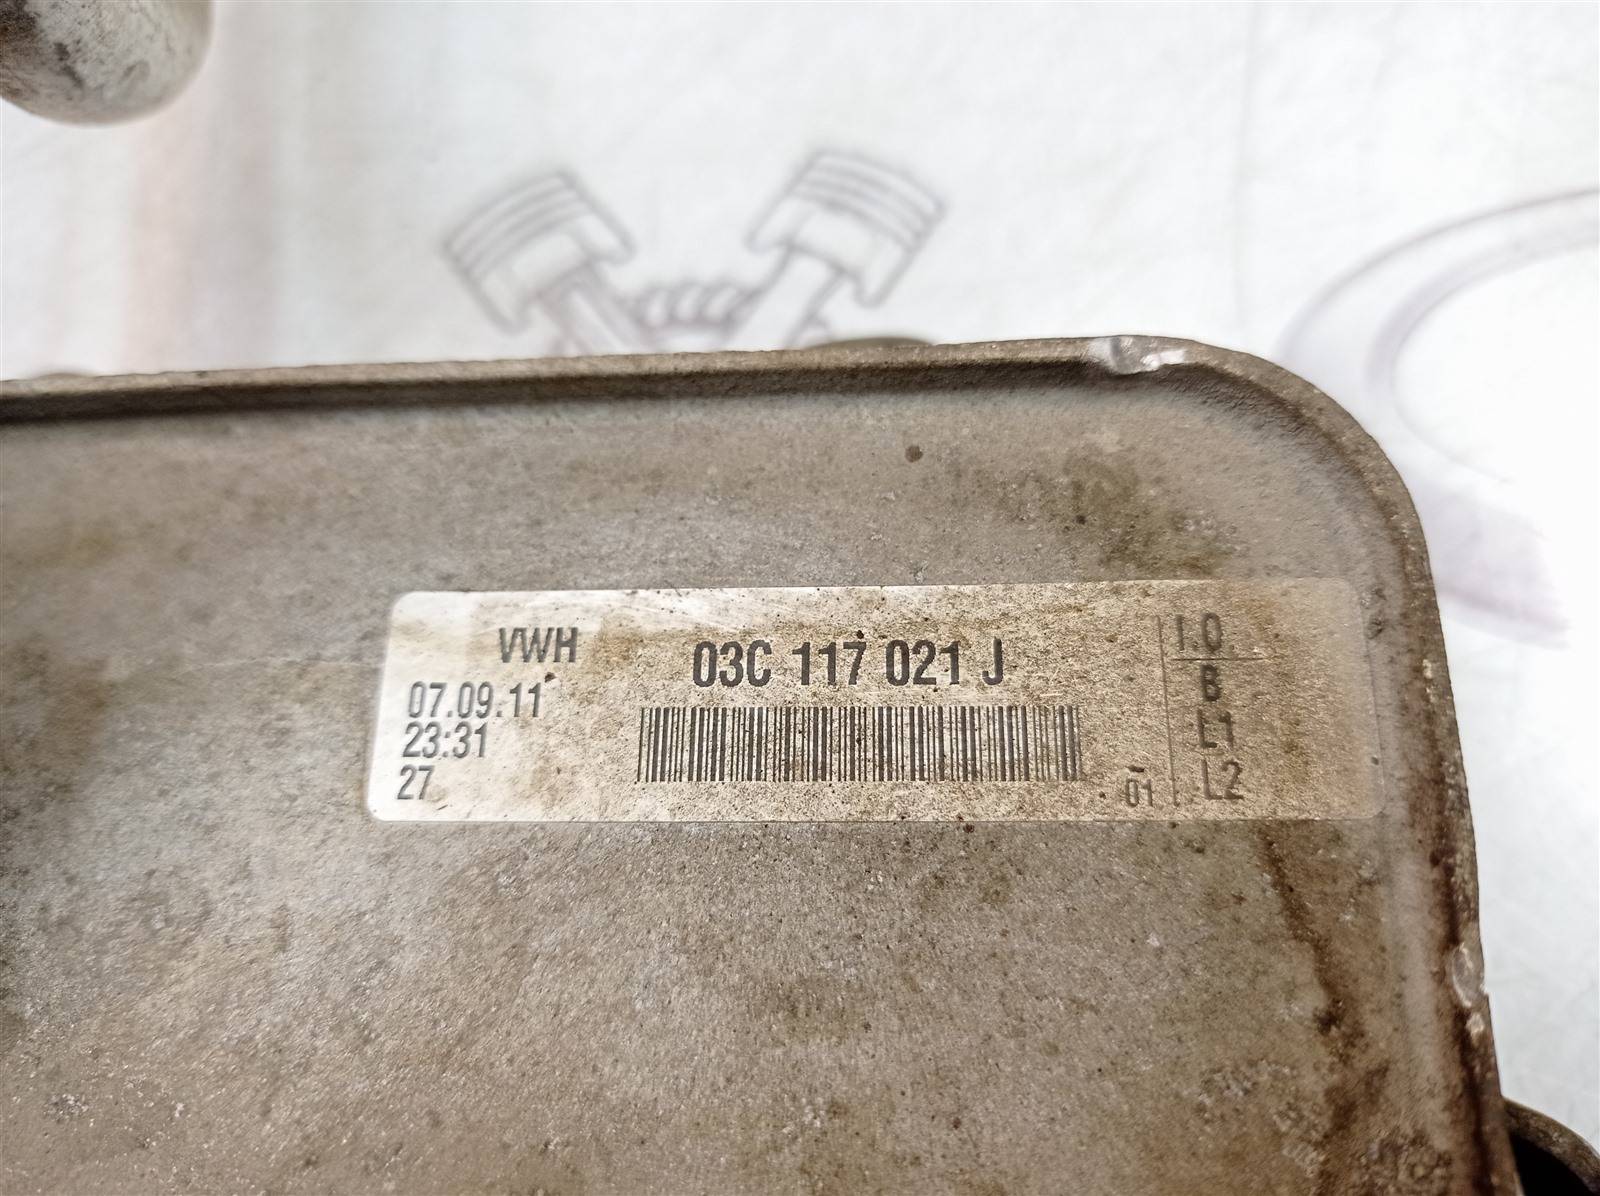 VWH
07.09.11
23:31
27
03C 117 021 J
01
I.O.
B
L1
L2